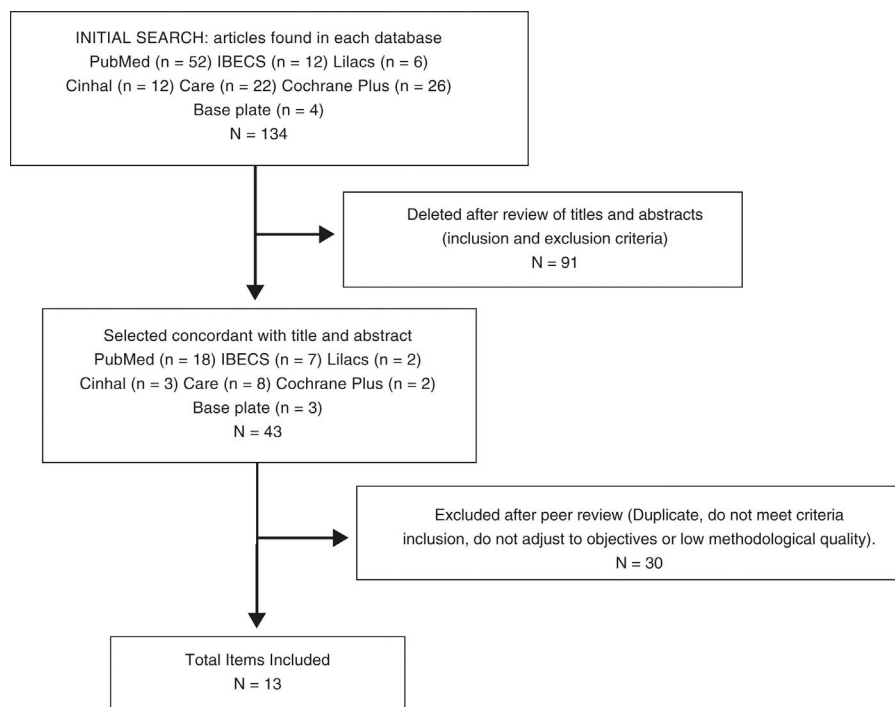 INITIAL SEARCH: articles found in each database
PubMed (n = 52) IBECS (n = 12) Lilacs (n = 6)
Cinhal (n = 12) Care (n = 22) Cochrane Plus (n = 26)
Base plate (n = 4)
N = 134
Deleted after review of titles and abstracts
(inclusion and exclusion criteria)
N = 91
Selected concordant with title and abstract
PubMed (n = 18) IBECS (n = 7) Lilacs (n = 2)
Cinhal (n = 3) Care (n = 8) Cochrane Plus (n = 2)
Base plate (n = 3)
N = 43
Excluded after peer review (Duplicate, do not meet criteria
inclusion, do not adjust to objectives or low methodological quality).
N = 30
Total Items Included
N = 13